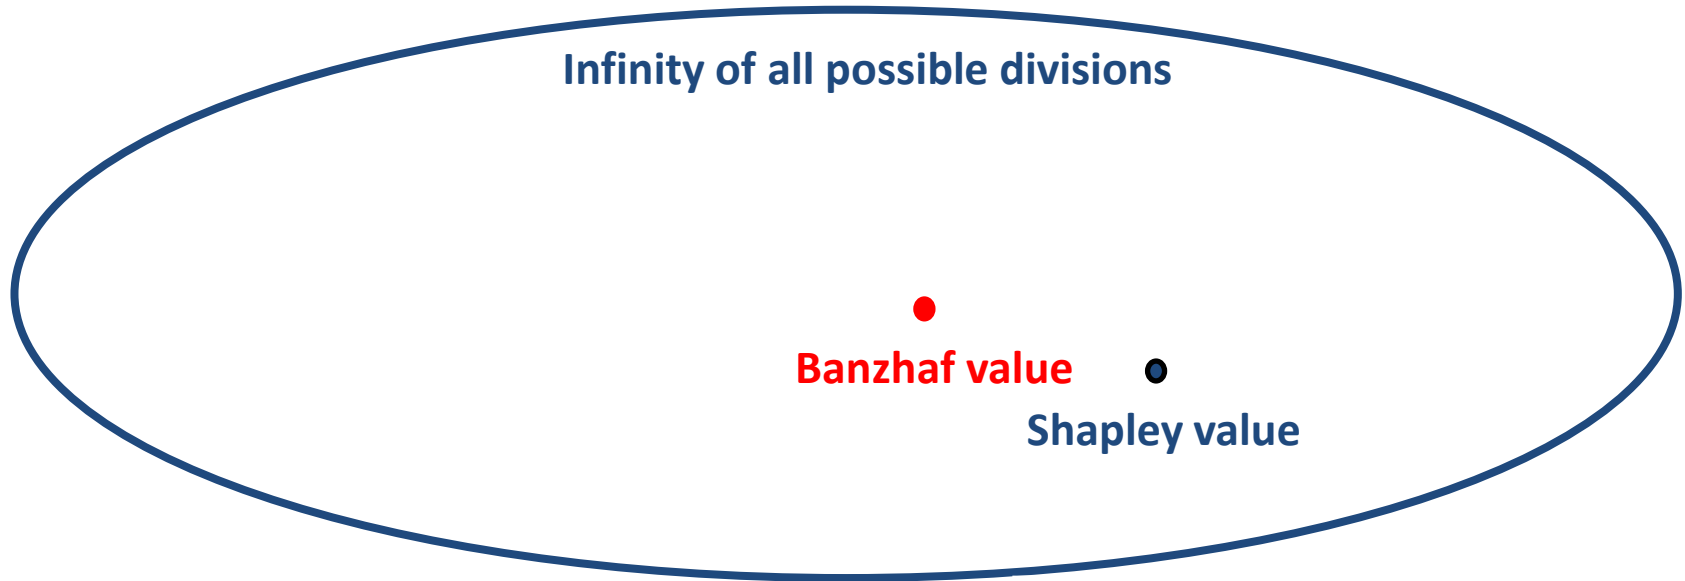 Infinity of all possible divisions
Banzhaf value
Shapley value